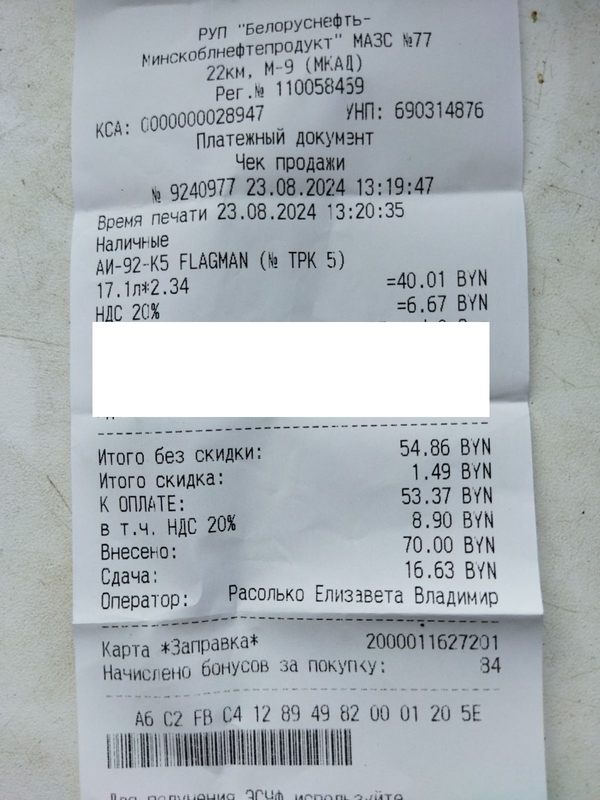 РУП "Белоруснефть-
Минскоблнефтепродукт" МАЗС №77
22км, М-9 (МКАД)
Рег.№ 110058459
КСА: 0000000028947 УНП: 690314876
Платежный документ
Чек продажи
№ 9240977 23.08.2024 13:19:47
Время печати 23.08.2024 13:20:35
Наличные
АИ-92-К5 FLAGMAN (№ ТРК 5)
17.1л*2.34 =40.01 BYN
НДС 20% =6.67 BYN
Итого без скидки: 54.86 BYN
Итого скидка: 1.49 BYN
К ОПЛАТЕ: 53.37 BYN
в т.ч. НДС 20% 8.90 BYN
Внесено: 70.00 BYN
Сдача: 16.63 BYN
Оператор: Расолько Елизавета Владимир
Карта *Заправка* 2000011627201
Начислено бонусов за покупку: 84
A6 C2 FB C4 12 89 49 82 00 01 20 5E
Для получения ЭСЧФ используйте